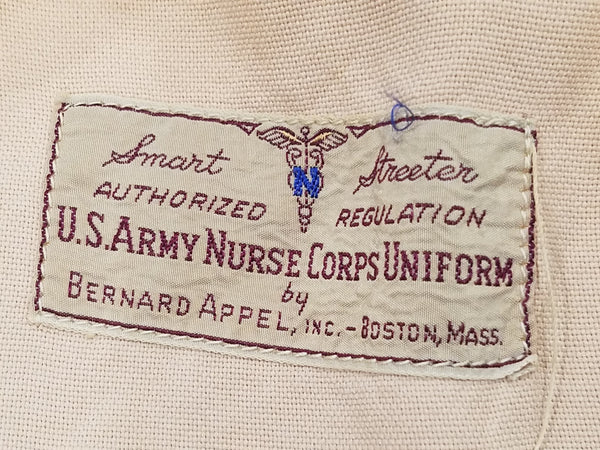 Smart Streeter
N
AUTHORIZED REGULATION
U.S. ARMY NURSE CORPS UNIFORM
by
BERNARD APPEL, INC. - BOSTON, MASS.